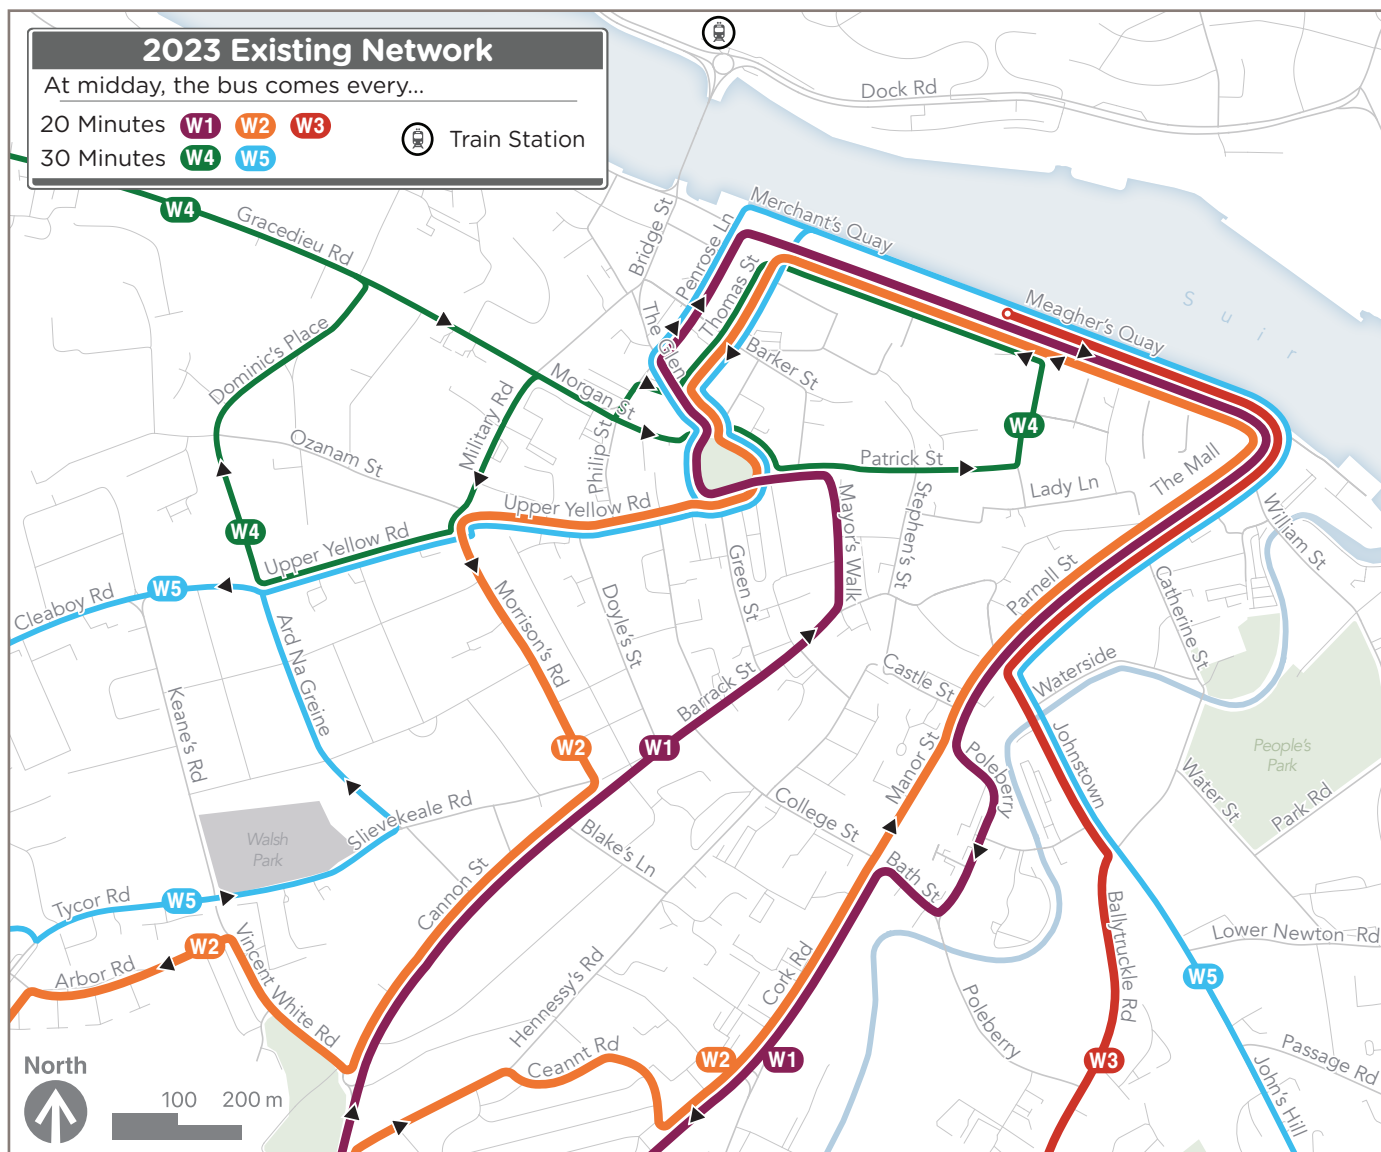 2023 Existing Network
At midday, the bus comes every...
20 Minutes W1 W2 W3
30 Minutes W4 W5
Train Station
Dock Rd
W4
Gracedieu Rd
Bridge St
Penrose Ln
Merchant's Quay
Thomas St
The Glen
Meagher's Quay
Suir
Dominic's Place
Barker St
Morgan St
Military Rd
Philip St
Ozanam St
W4
Patrick St
The Mall
Lady Ln
William St
Upper Yellow Rd
Mayor's Walk
Stephen's St
W4
Upper Yellow Rd
Green St
Parnell St
Catherine St
Cleaboy Rd
W5
Ard Na Greine
Morrison's Rd
Doyle's St
Castle St
Waterside
Barrack St
Keane's Rd
W2
W1
Manor St
Poleberry
Johnstown
People's
Park
Water St
Park Rd
Walsh
Park
Slievekeale Rd
College St
Blake's Ln
Bath St
Cannon St
Tycor Rd
W5
Ballytruckle Rd
Lower Newton Rd
W2
Vincent White Rd
Arbor Rd
Cork Rd
W5
Hennessy's Rd
Poleberry
Ceannt Rd
W2
W1
W3
Passage Rd
John's Hill
North
100
200 m